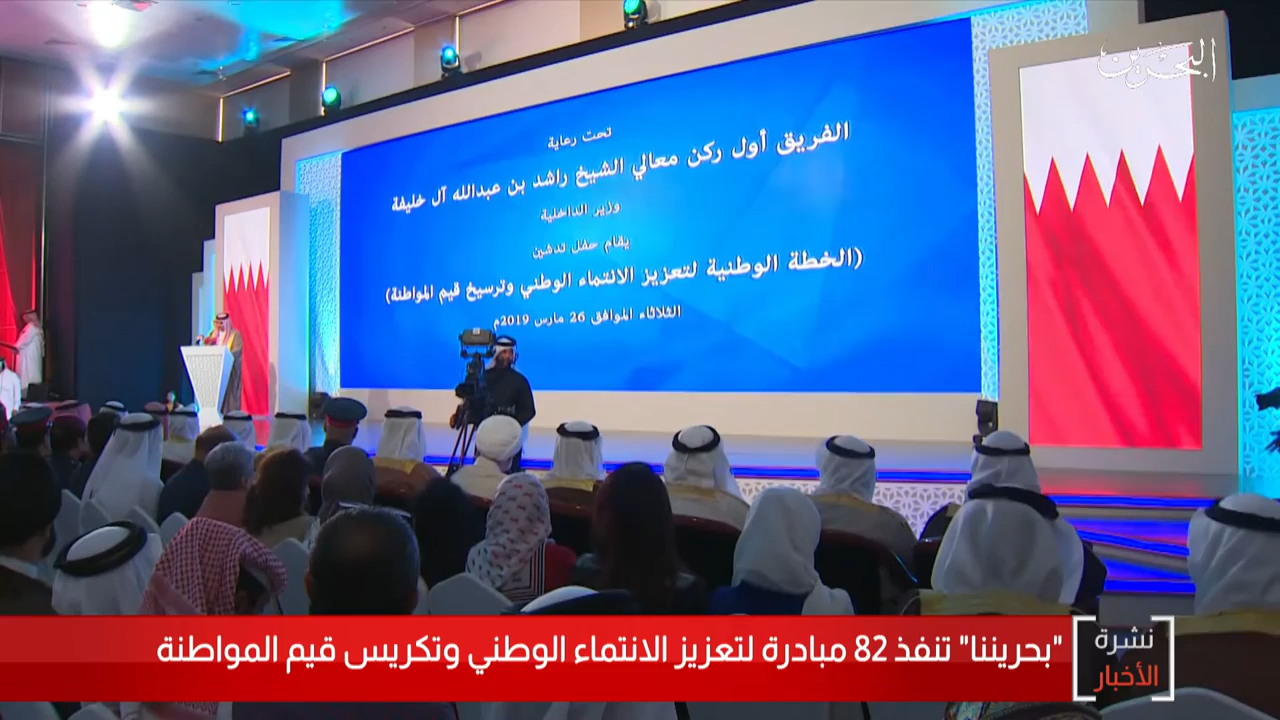 البحرين
تحت رعاية
الفريق أول ركن معالي الشيخ راشد بن عبدالله آل خليفة
وزير الداخلية
يقام حفل تدشين
(الخطة الوطنية لتعزيز الانتماء الوطني وترسيخ قيم المواطنة)
الثلاثاء الموافق 26 مارس 2019م
نشرة
الأخبار
"بحريننا" تنفذ 82 مبادرة لتعزيز الانتماء الوطني وتكريس قيم المواطنة